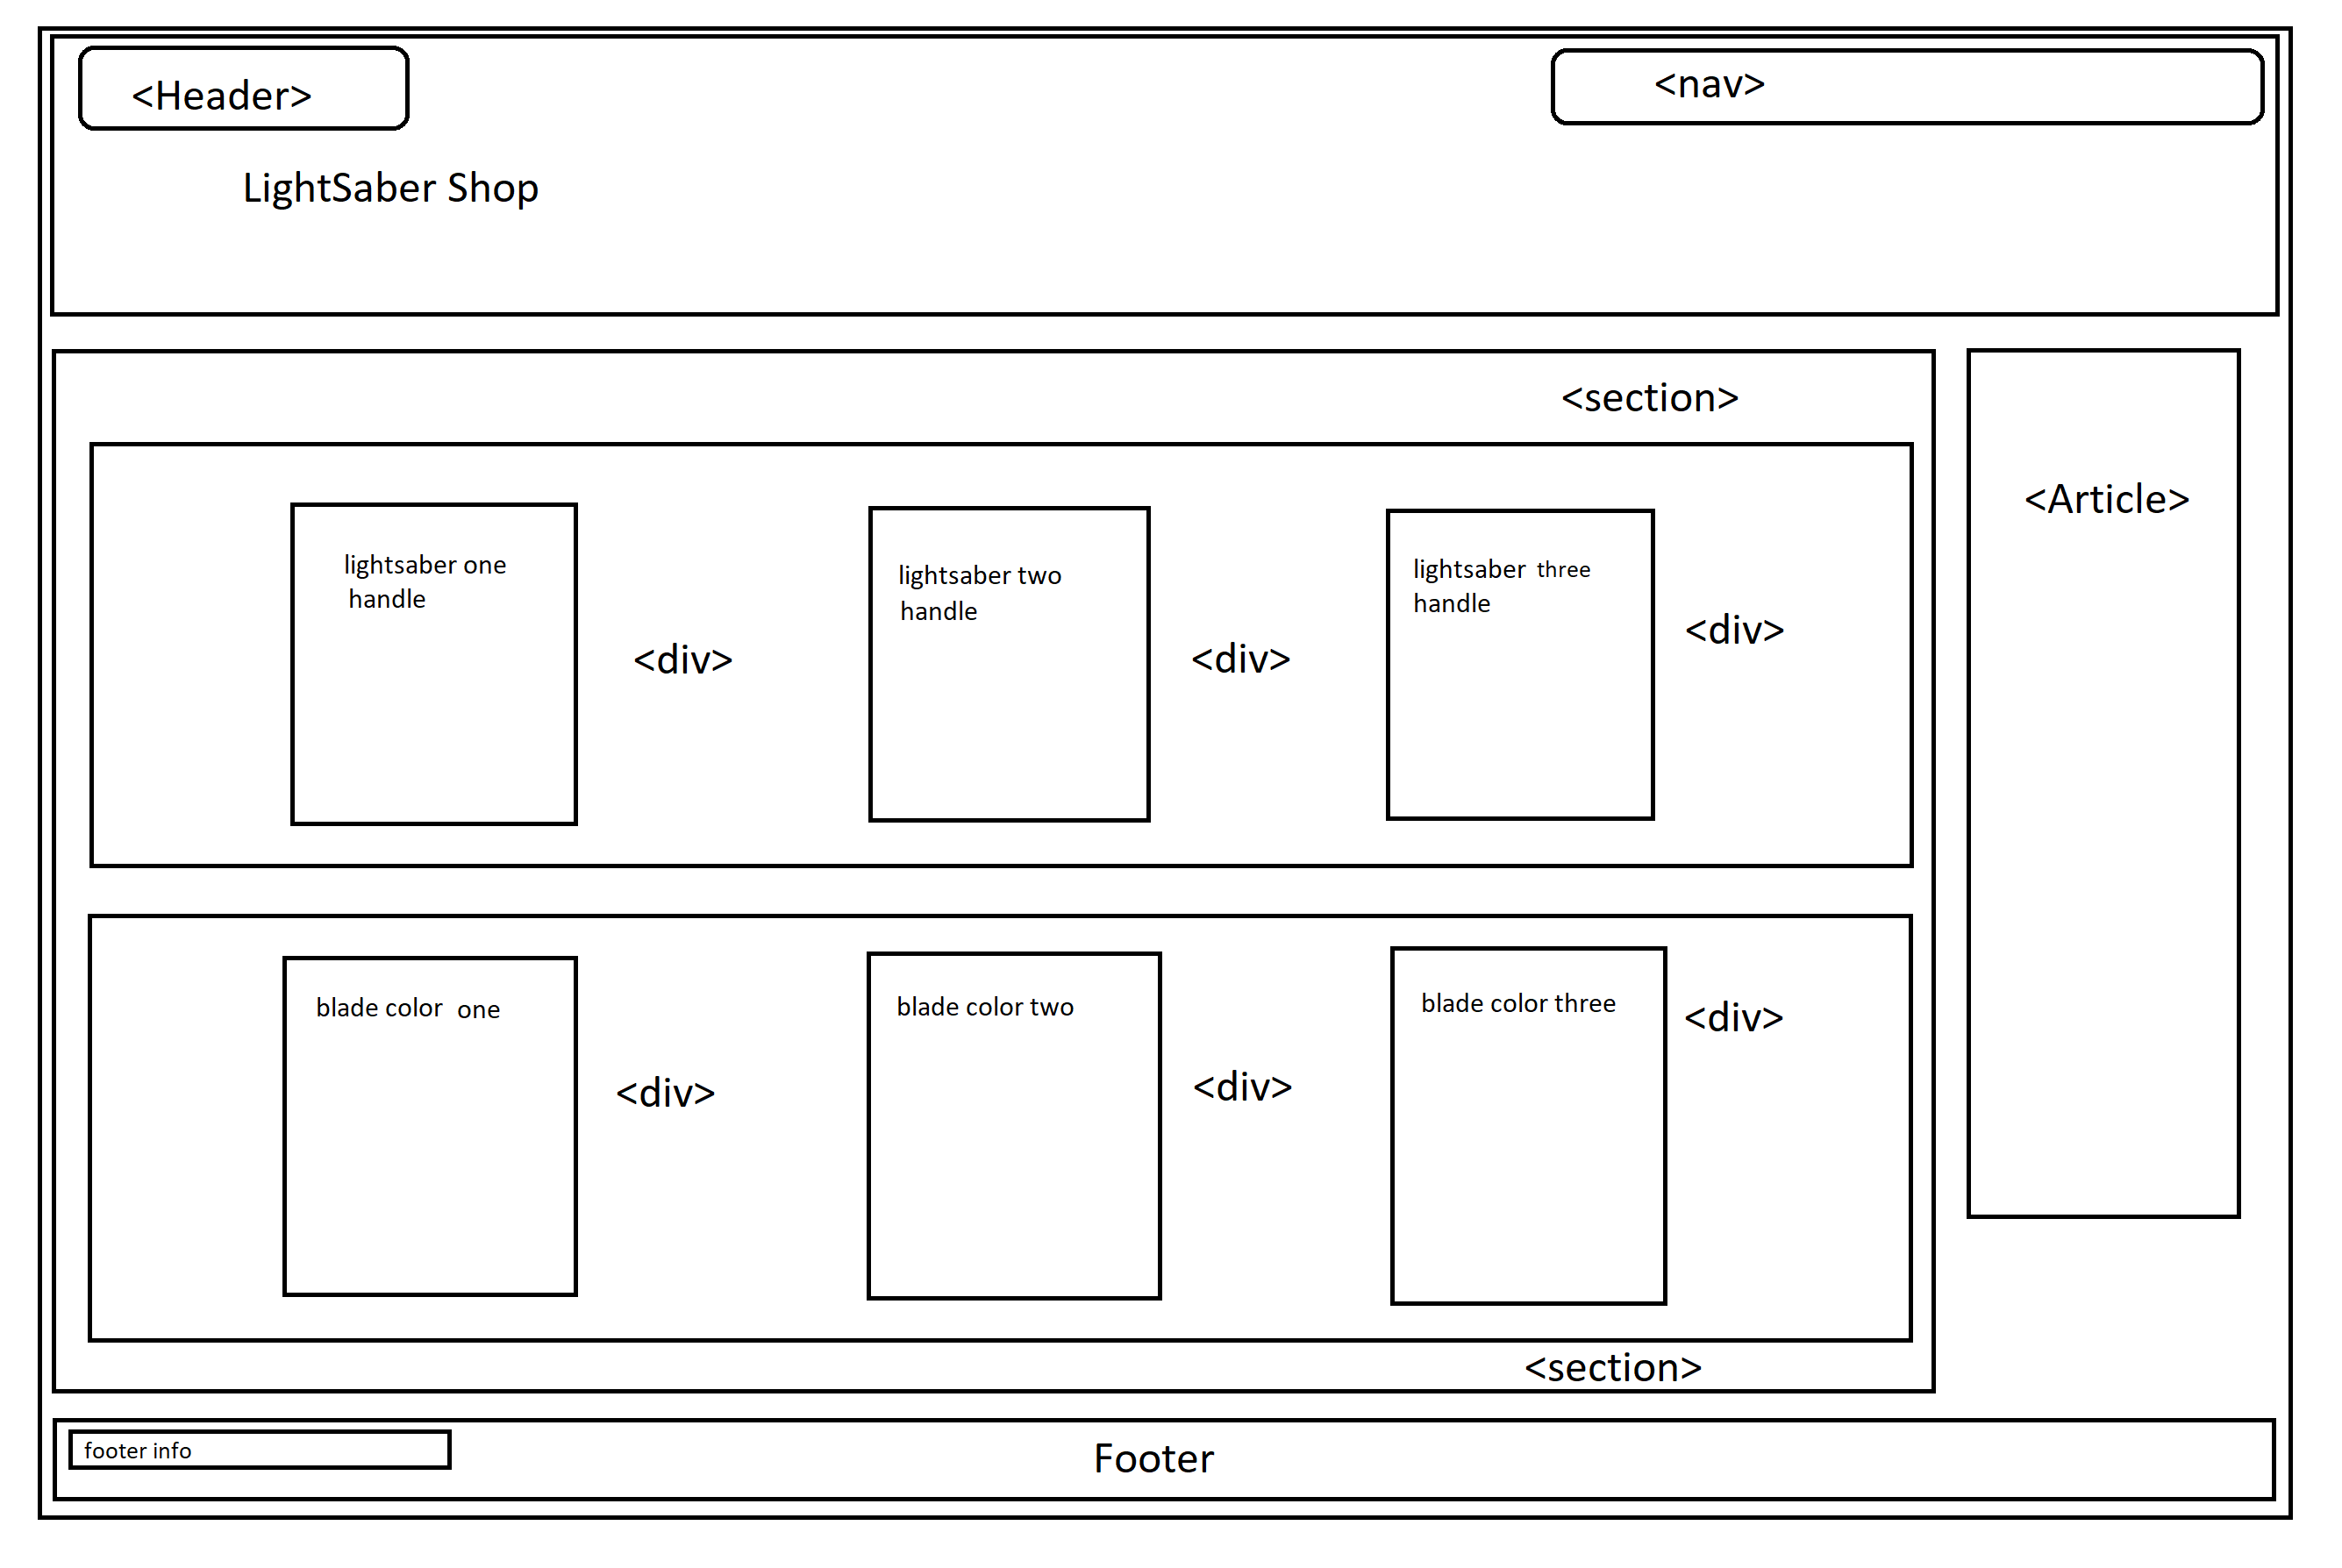 <Header>
<nav>
LightSaber Shop
<section>
<Article>
lightsaber one
handle
<div>
lightsaber two
handle
<div>
lightsaber three
handle
<div>
blade color one
<div>
blade color two
<div>
blade color three
<div>
<section>
footer info
Footer